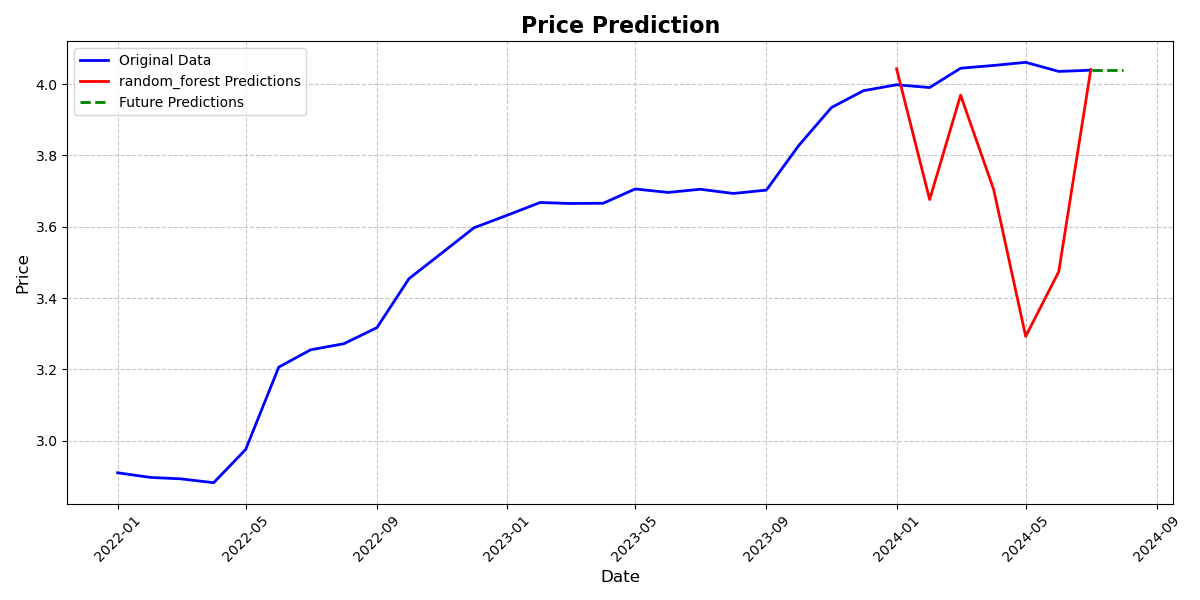 Price Prediction
Original Data
random_forest Predictions
Future Predictions
Price
4.0
3.8
3.6
3.4
3.2
3.0
2022-01
2022-05
2022-09
2023-01
2023-05
2023-09
2024-01
2024-05
2024-09
Date